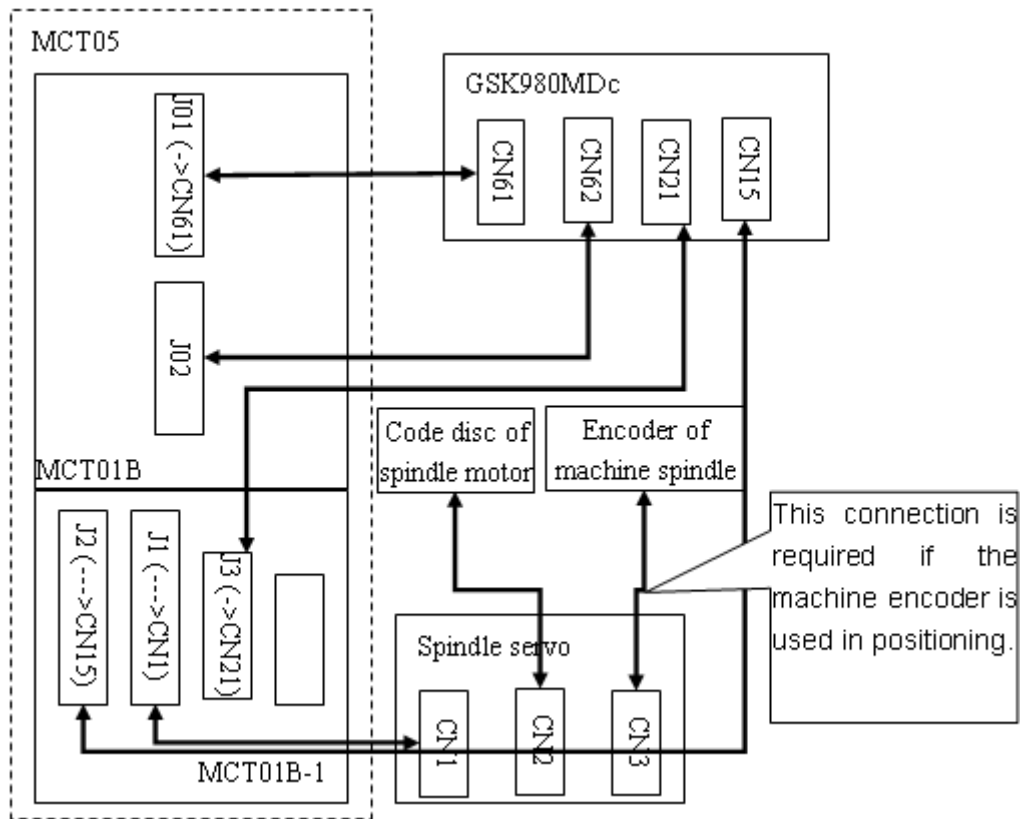 MCT05
GSK980MDc
J01 (->CN61)
CN61
CN62
CN21
CN15
J02
Code disc of
spindle motor
Encoder of
machine spindle
MCT01B
This connection is
required if the
machine encoder is
used in positioning.
J2 (--->CN15)
J1 (--->CN1)
J3 (->CN21)
Spindle servo
CN1
CN2
CN3
MCT01B-1